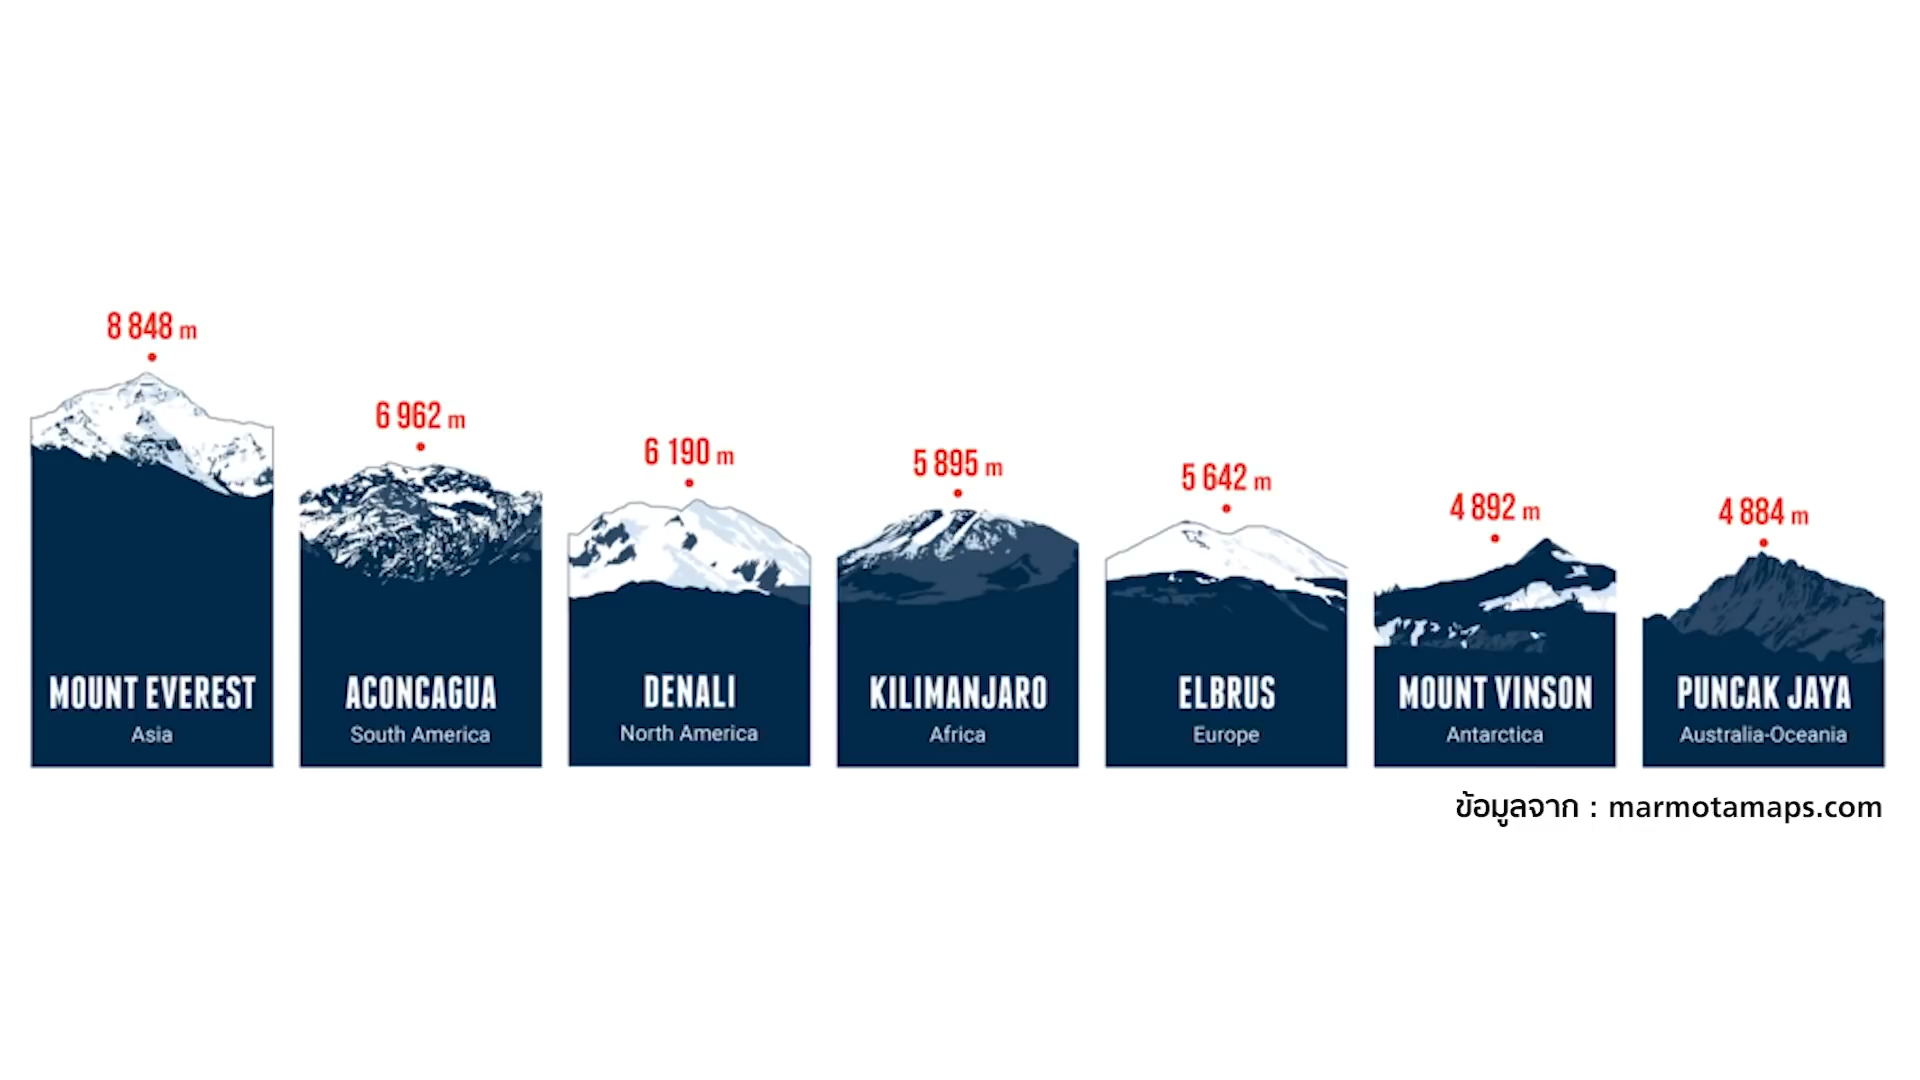 8 848 m
6 962 m
6 190 m
5 895 m
5 642 m
4 892 m
4 884 m
MOUNT EVEREST
Asia
ACONCAGUA
South America
DENALI
North America
KILIMANJARO
Africa
ELBRUS
Europe
MOUNT VINSON
Antarctica
PUNCAK JAYA
Australia-Oceania
ข้อมูลจาก : marmotamaps.com